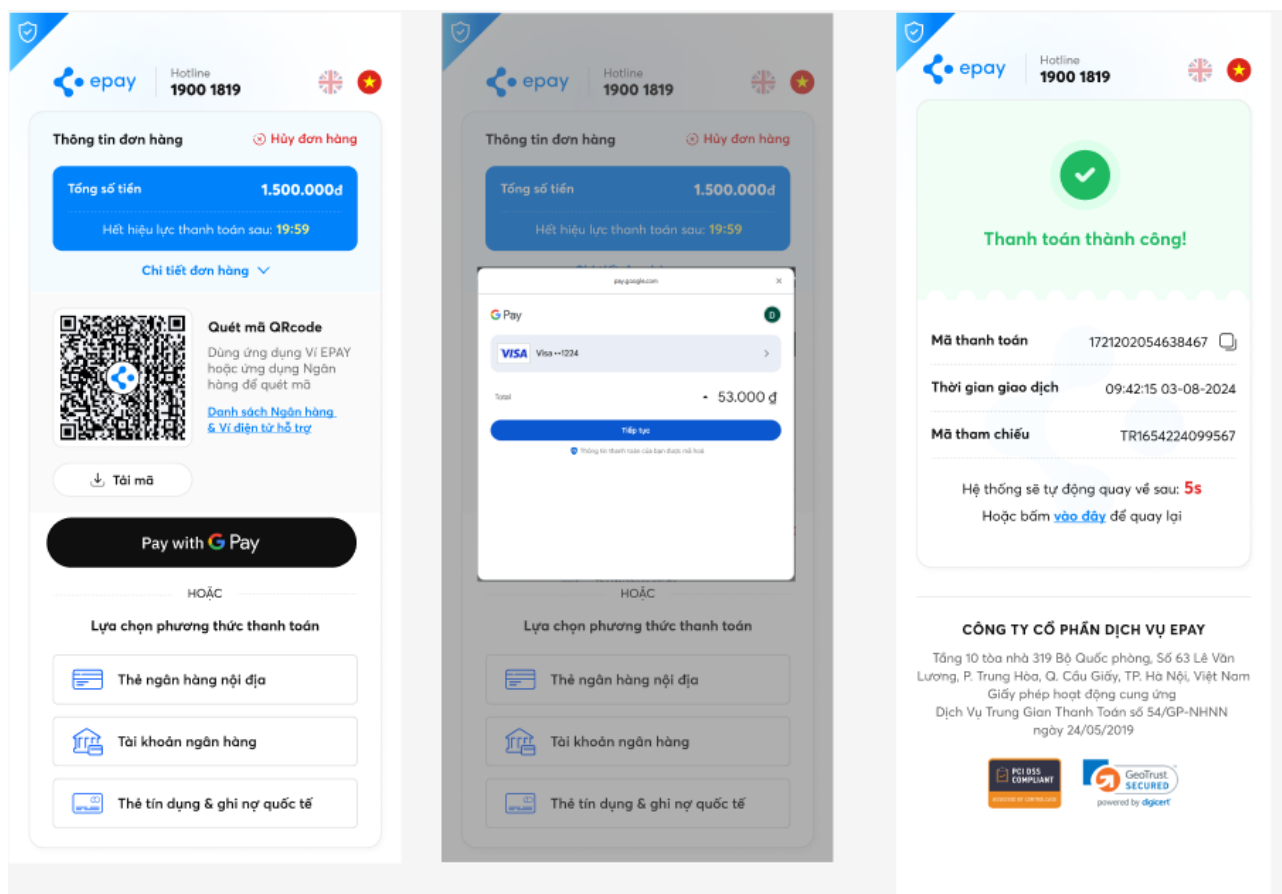 epay
Hotline
1900 1819
Thông tin đơn hàng
Hủy đơn hàng
Tổng số tiền
1.500.000đ
Hết hiệu lực thanh toán sau: 19:59
Chi tiết đơn hàng
Quét mã QRcode
Dùng ứng dụng Ví EPAY
hoặc ứng dụng Ngân
hàng để quét mã
Danh sách Ngân hàng
& Ví điện tử hỗ trợ
Tải mã
Pay with G Pay
HOẶC
Lựa chọn phương thức thanh toán
Thẻ ngân hàng nội địa
Tài khoản ngân hàng
Thẻ tín dụng & ghi nợ quốc tế
epay
Hotline
1900 1819
Thông tin đơn hàng
Hủy đơn hàng
Tổng số tiền
1.500.000đ
Hết hiệu lực thanh toán sau: 19:59
pay.google.com
G Pay
D
VISA Visa ••1224
Total
53.000 ₫
Tiếp tục
Thông tin thanh toán của bạn được mã hoá
HOẶC
Lựa chọn phương thức thanh toán
Thẻ ngân hàng nội địa
Tài khoản ngân hàng
Thẻ tín dụng & ghi nợ quốc tế
epay
Hotline
1900 1819
Thanh toán thành công!
Mã thanh toán
1721202054638467
Thời gian giao dịch
09:42:15 03-08-2024
Mã tham chiếu
TR1654224099567
Hệ thống sẽ tự động quay về sau: 5s
Hoặc bấm vào đây để quay lại
CÔNG TY CỔ PHẦN DỊCH VỤ EPAY
Tầng 10 tòa nhà 319 Bộ Quốc phòng, Số 63 Lê Văn
Lương, P. Trung Hòa, Q. Cầu Giấy, TP. Hà Nội, Việt Nam
Giấy phép hoạt động cung ứng
Dịch Vụ Trung Gian Thanh Toán số 54/GP-NHNN
ngày 24/05/2019
PCI DSS
COMPLIANT
GeoTrust
SECURED
powered by digicert